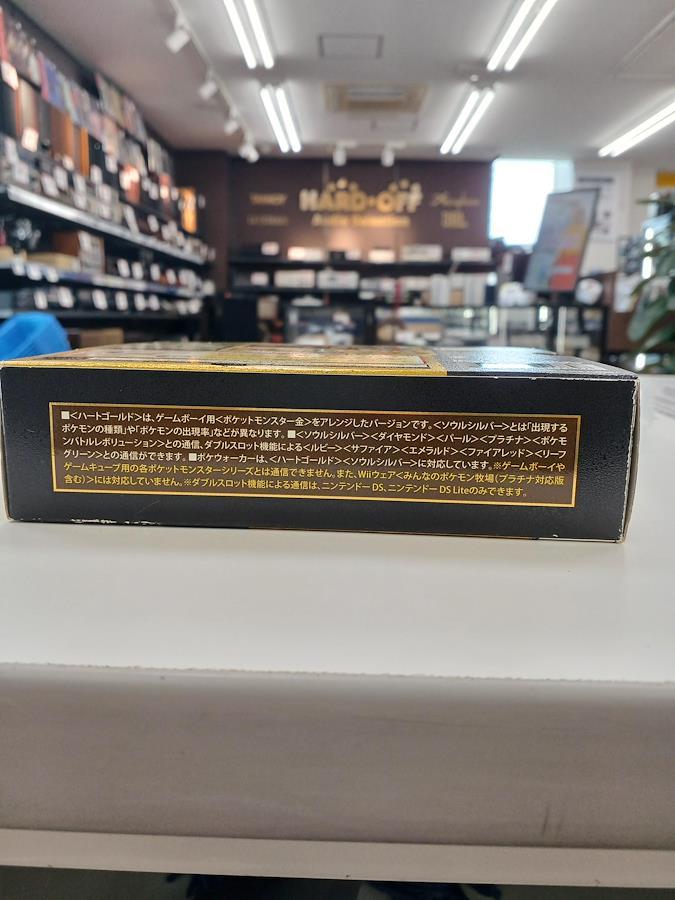 HARD・OFF
■＜ハートゴールド＞は、ゲームボーイ用＜ポケットモンスター金＞をアレンジしたバージョンです。＜ソウルシルバー＞とは「出現する
ポケモンの種類」や「ポケモンの出現率」などが異なります。■＜ソウルシルバー＞＜ダイヤモンド＞＜パール＞＜プラチナ＞＜ポケモ
ンバトルレボリューション＞との通信、ダブルスロット機能による＜ルビー＞＜サファイア＞＜エメラルド＞＜ファイアレッド＞＜リーフ
グリーン＞との通信ができます。■ポケウォーカーは、＜ハートゴールド＞＜ソウルシルバー＞に対応しています。※ゲームボーイや
ゲームキューブ用の各ポケットモンスターシリーズとは通信できません。また、Wiiウェア＜みんなのポケモン牧場（プラチナ対応版
含む）＞には対応していません。※ダブルスロット機能による通信は、ニンテンドーDS、ニンテンドーDS Liteのみできます。